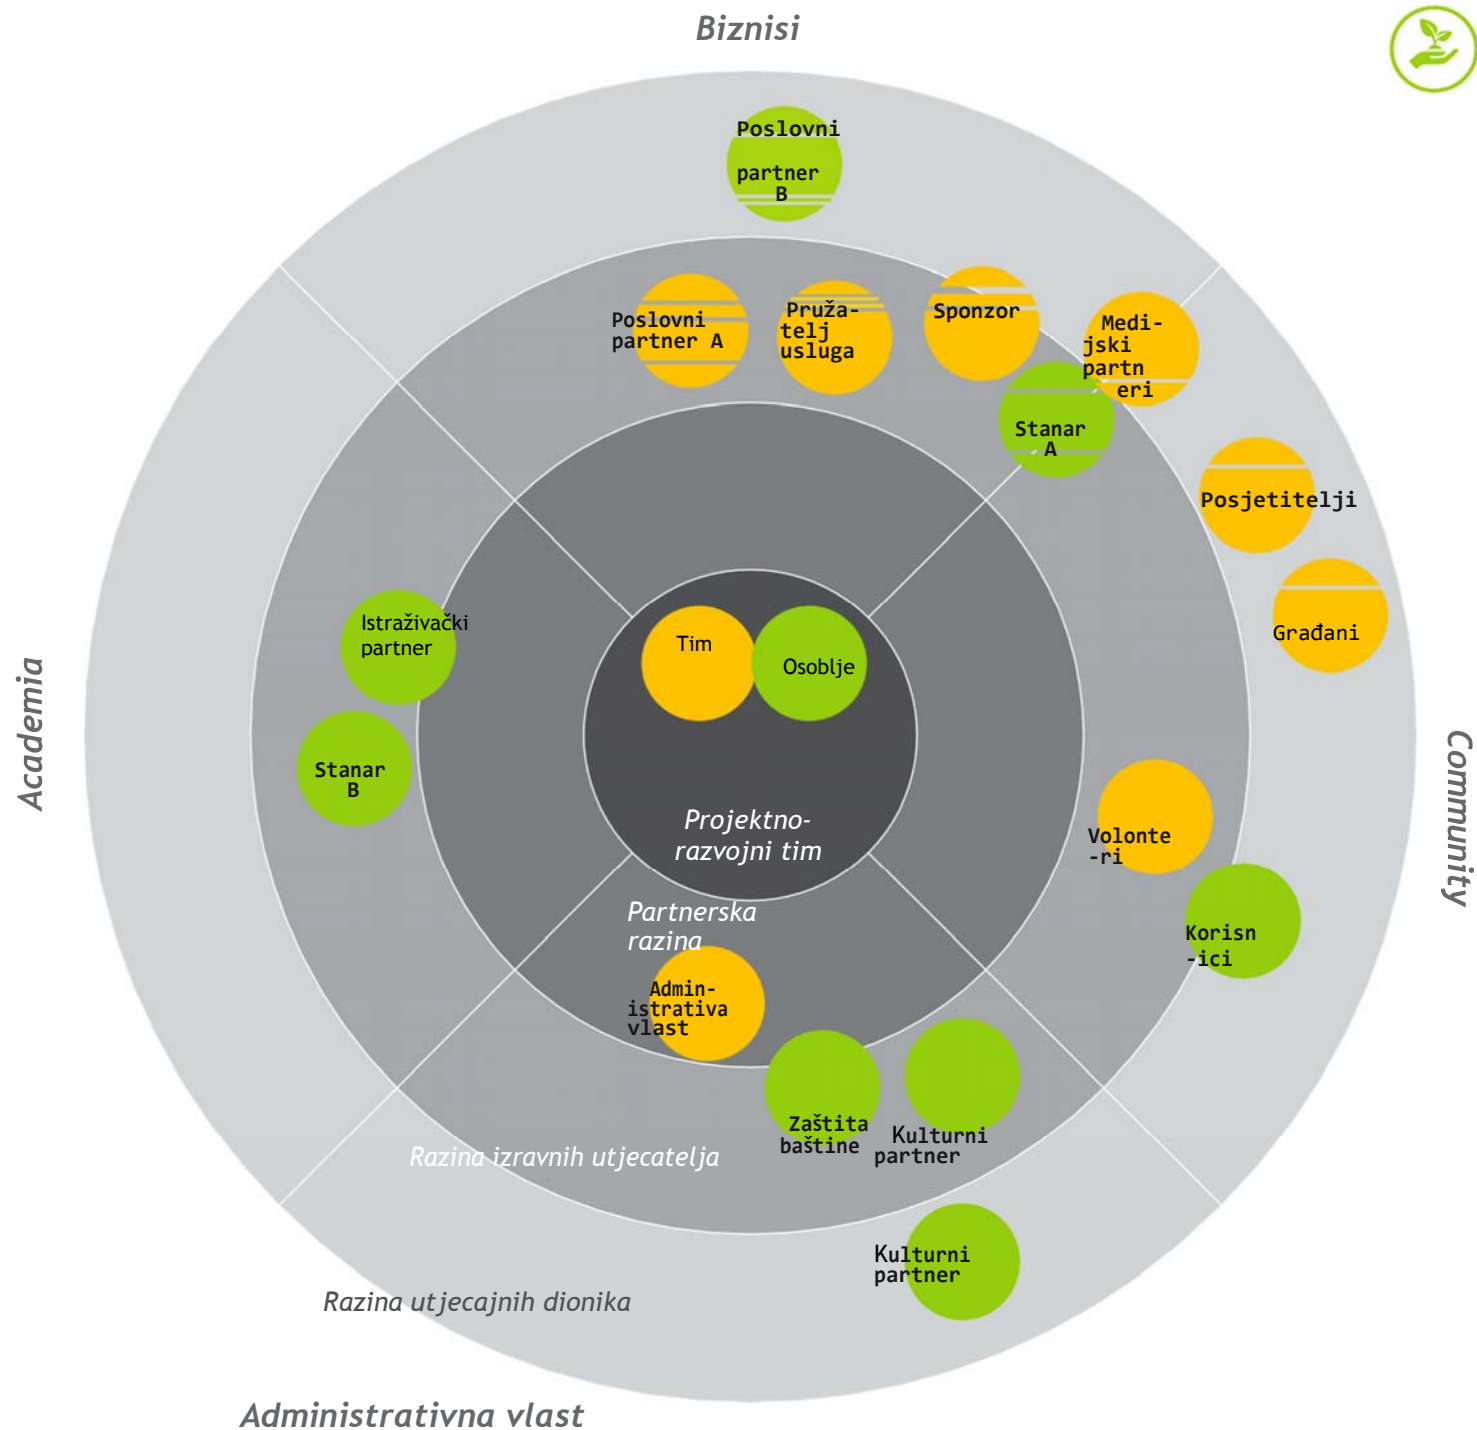 Biznisi
Poslovni
partner
B
Poslovni
partner A
Pruža-
telj
usluga
Sponzor
Medi-
jski
partn
eri
Stanar
A
Posjetitelji
Građani
Istraživački
partner
Stanar
B
Tim
Osoblje
Academia
Community
Projektno-
razvojni tim
Volonte
-ri
Partnerska
razina
Korisn
-ici
Admin-
istrativa
vlast
Zaštita
baštine
Kulturni
partner
Razina izravnih utjecatelja
Kulturni
partner
Razina utjecajnih dionika
Administrativna vlast